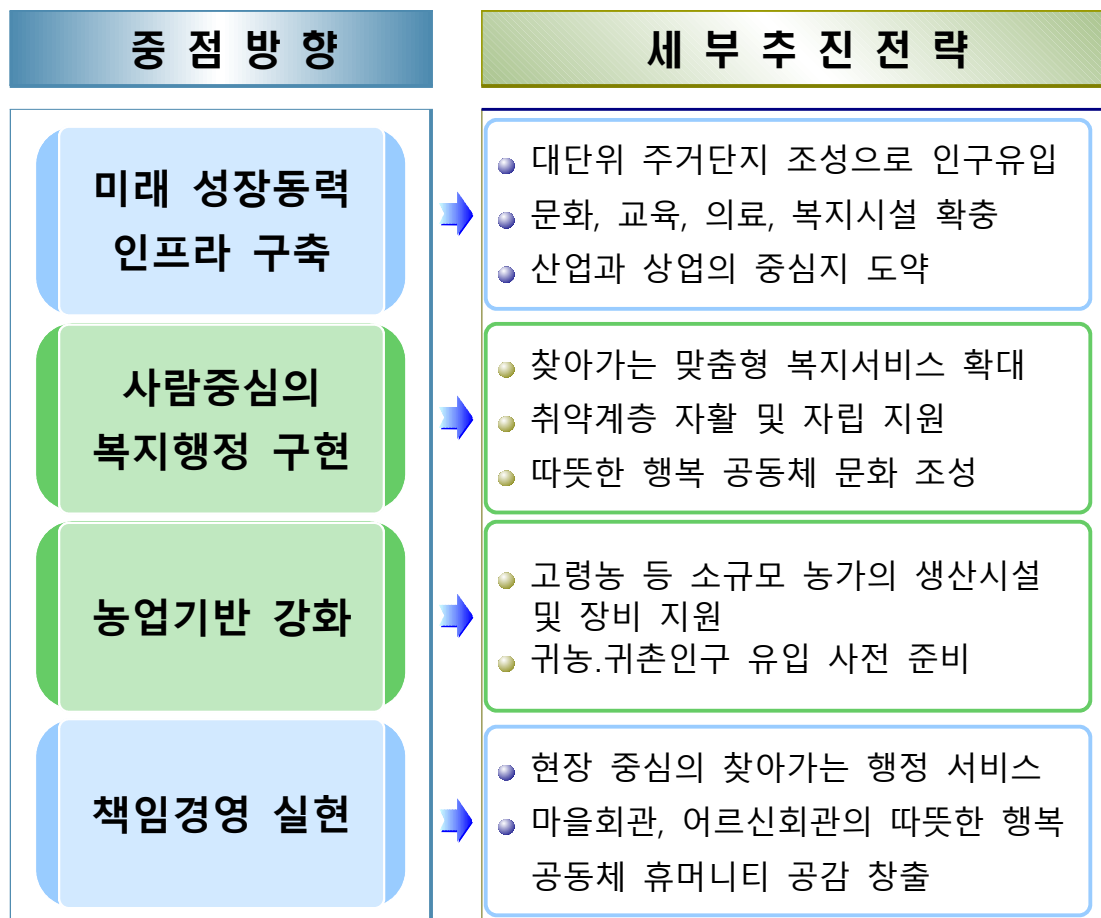 중점방향
세부추진전략
미래 성장동력
인프라 구축
대단위 주거단지 조성으로 인구유입
문화, 교육, 의료, 복지시설 확충
산업과 상업의 중심지 도약
사람중심의
복지행정 구현
찾아가는 맞춤형 복지서비스 확대
취약계층 자활 및 자립 지원
따뜻한 행복 공동체 문화 조성
농업기반 강화
고령농 등 소규모 농가의 생산시설
및 장비 지원
귀농.귀촌인구 유입 사전 준비
책임경영 실현
현장 중심의 찾아가는 행정 서비스
마을회관, 어르신회관의 따뜻한 행복
공동체 휴머니티 공감 창출